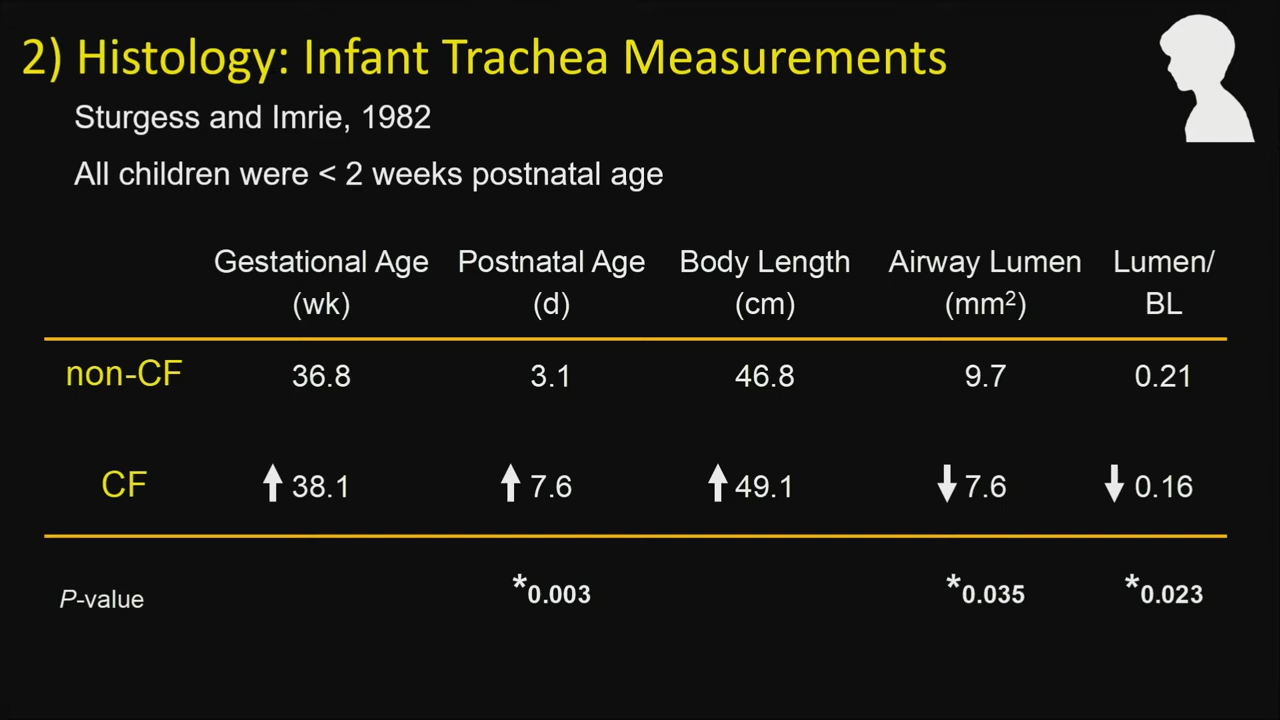 2) Histology: Infant Trachea Measurements
Sturgess and Imrie, 1982
All children were < 2 weeks postnatal age
Gestational Age Postnatal Age Body Length Airway Lumen Lumen/
(wk) (d) (cm) (mm²) BL
non-CF 36.8 3.1 46.8 9.7 0.21
CF ↑ 38.1 ↑ 7.6 ↑ 49.1 ↓ 7.6 ↓ 0.16
P-value *0.003 *0.035 *0.023